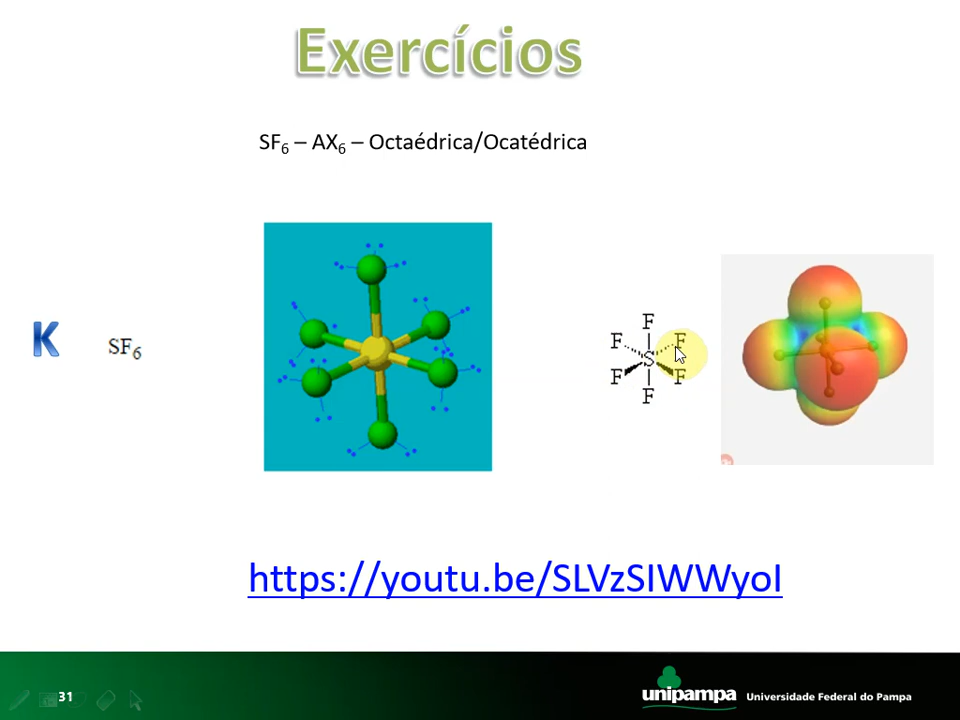 Exercícios
SF₆ – AX₆ – Octaédrica/Ocatédrica
K
SF₆
F
F F
S
F F
F
https://youtu.be/SLVzSIWWyoI
31
unipampa
Universidade Federal do Pampa